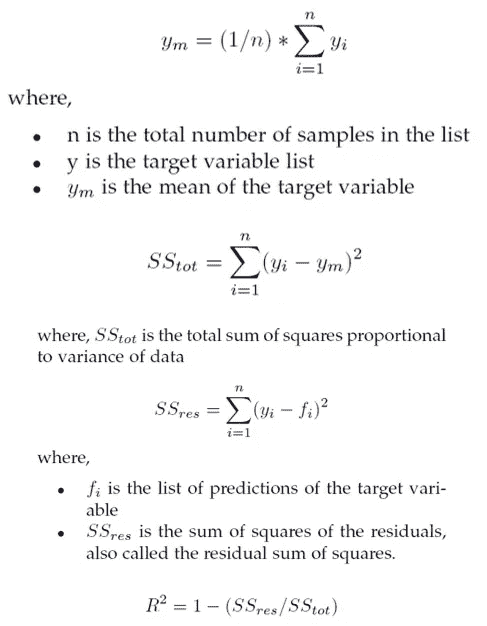 y_m = (1/n) * \sum_{i=1}^{n} y_i
where,
• n is the total number of samples in the list
• y is the target variable list
• y_m is the mean of the target variable
SS_{tot} = \sum_{i=1}^{n} (y_i − y_m)^2
where, SS_{tot} is the total sum of squares proportional
to variance of data
SS_{res} = \sum_{i=1}^{n} (y_i − f_i)^2
where,
• f_i is the list of predictions of the target vari-
able
• SS_{res} is the sum of squares of the residuals,
also called the residual sum of squares.
R^2 = 1 − (SS_{res}/SS_{tot})